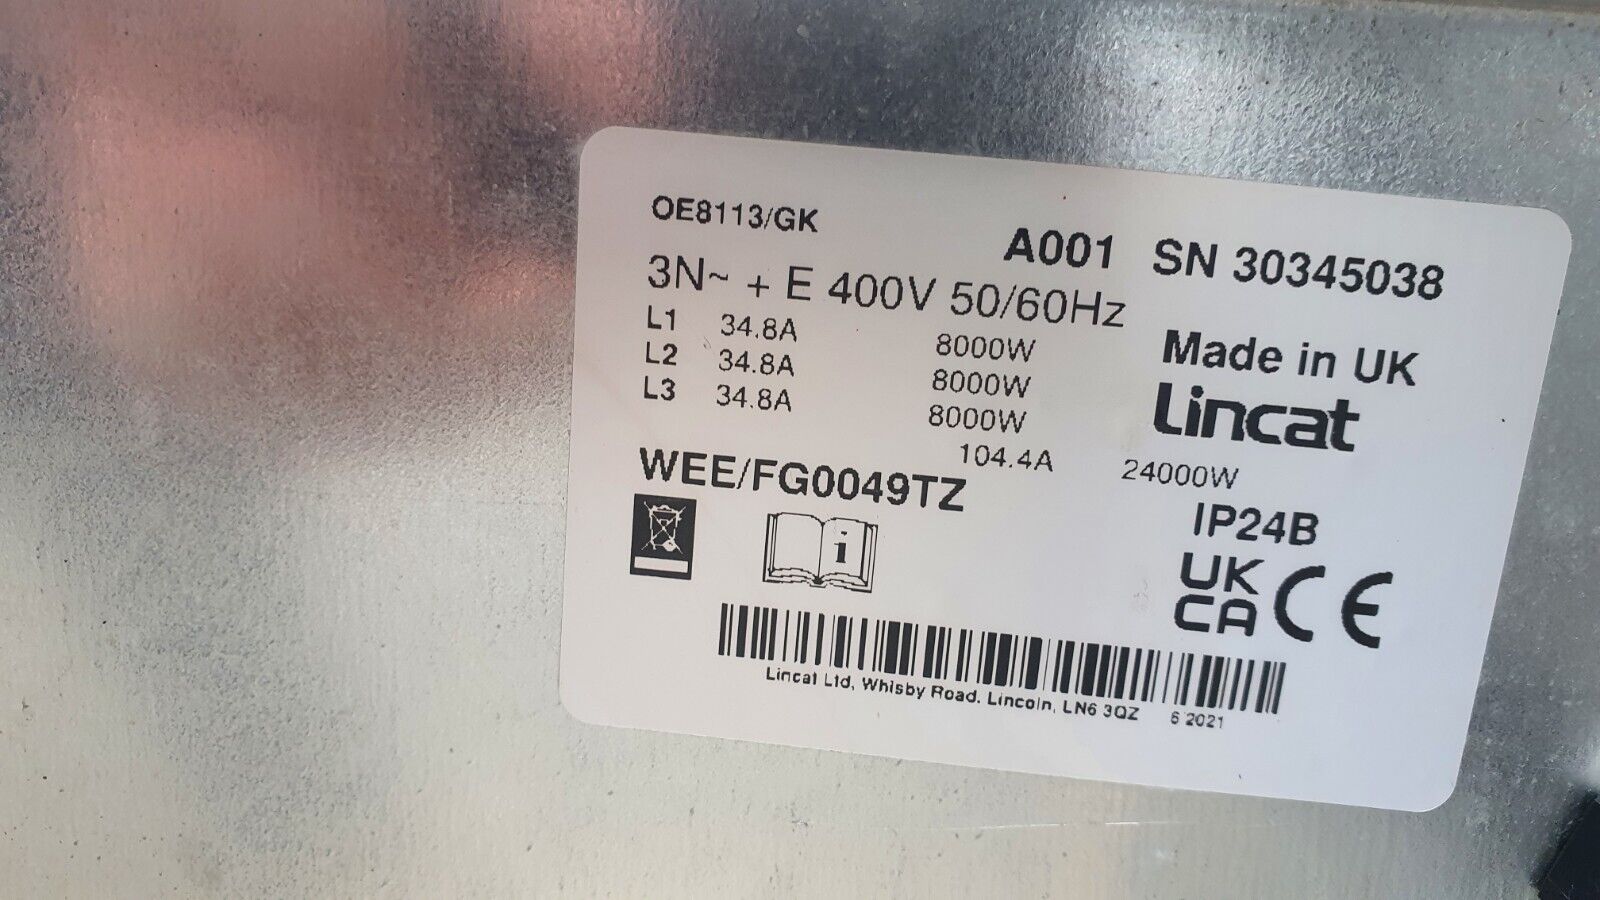 OE8113/GK
A001 SN 30345038
3N~ + E 400V 50/60Hz
L1 34.8A 8000W
L2 34.8A 8000W
L3 34.8A 8000W
Made in UK
Lincat
104.4A 24000W
WEE/FG0049TZ
IP24B
i
UK
CA CE
Lincat Ltd, Whisby Road. Lincoln, LN6 3QZ 6 2021